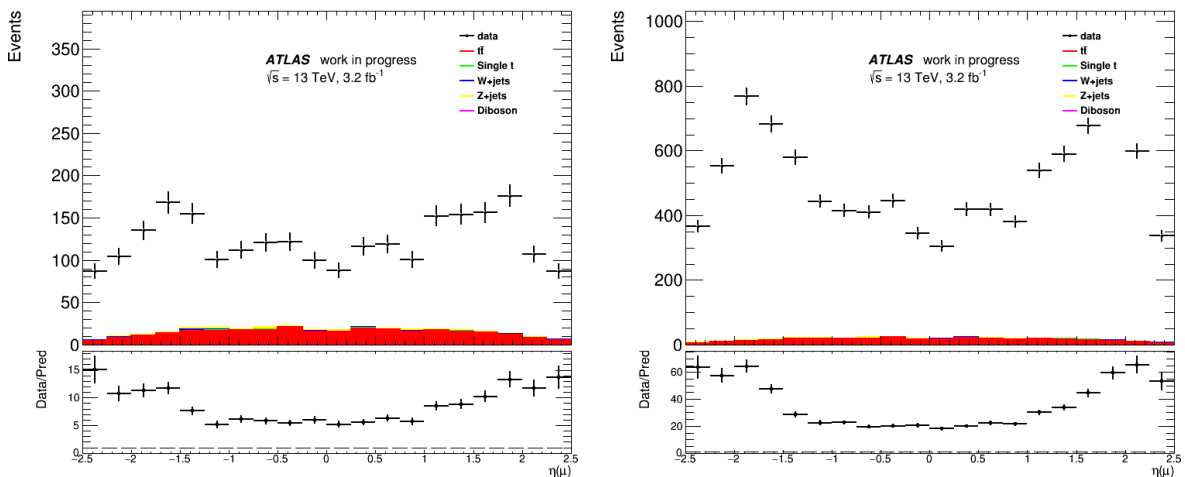 Events
350
300
250
200
150
100
50
0
ATLAS work in progress
√s = 13 TeV, 3.2 fb⁻¹
data
tt̄
Single t
W+jets
Z+jets
Diboson
Data/Pred
15
10
5
0
−2.5 −2 −1.5 −1 −0.5 0 0.5 1 1.5 2 2.5
η(μ)
Events
1000
800
600
400
200
0
ATLAS work in progress
√s = 13 TeV, 3.2 fb⁻¹
data
tt̄
Single t
W+jets
Z+jets
Diboson
Data/Pred
60
40
20
0
−2.5 −2 −1.5 −1 −0.5 0 0.5 1 1.5 2 2.5
η(μ)